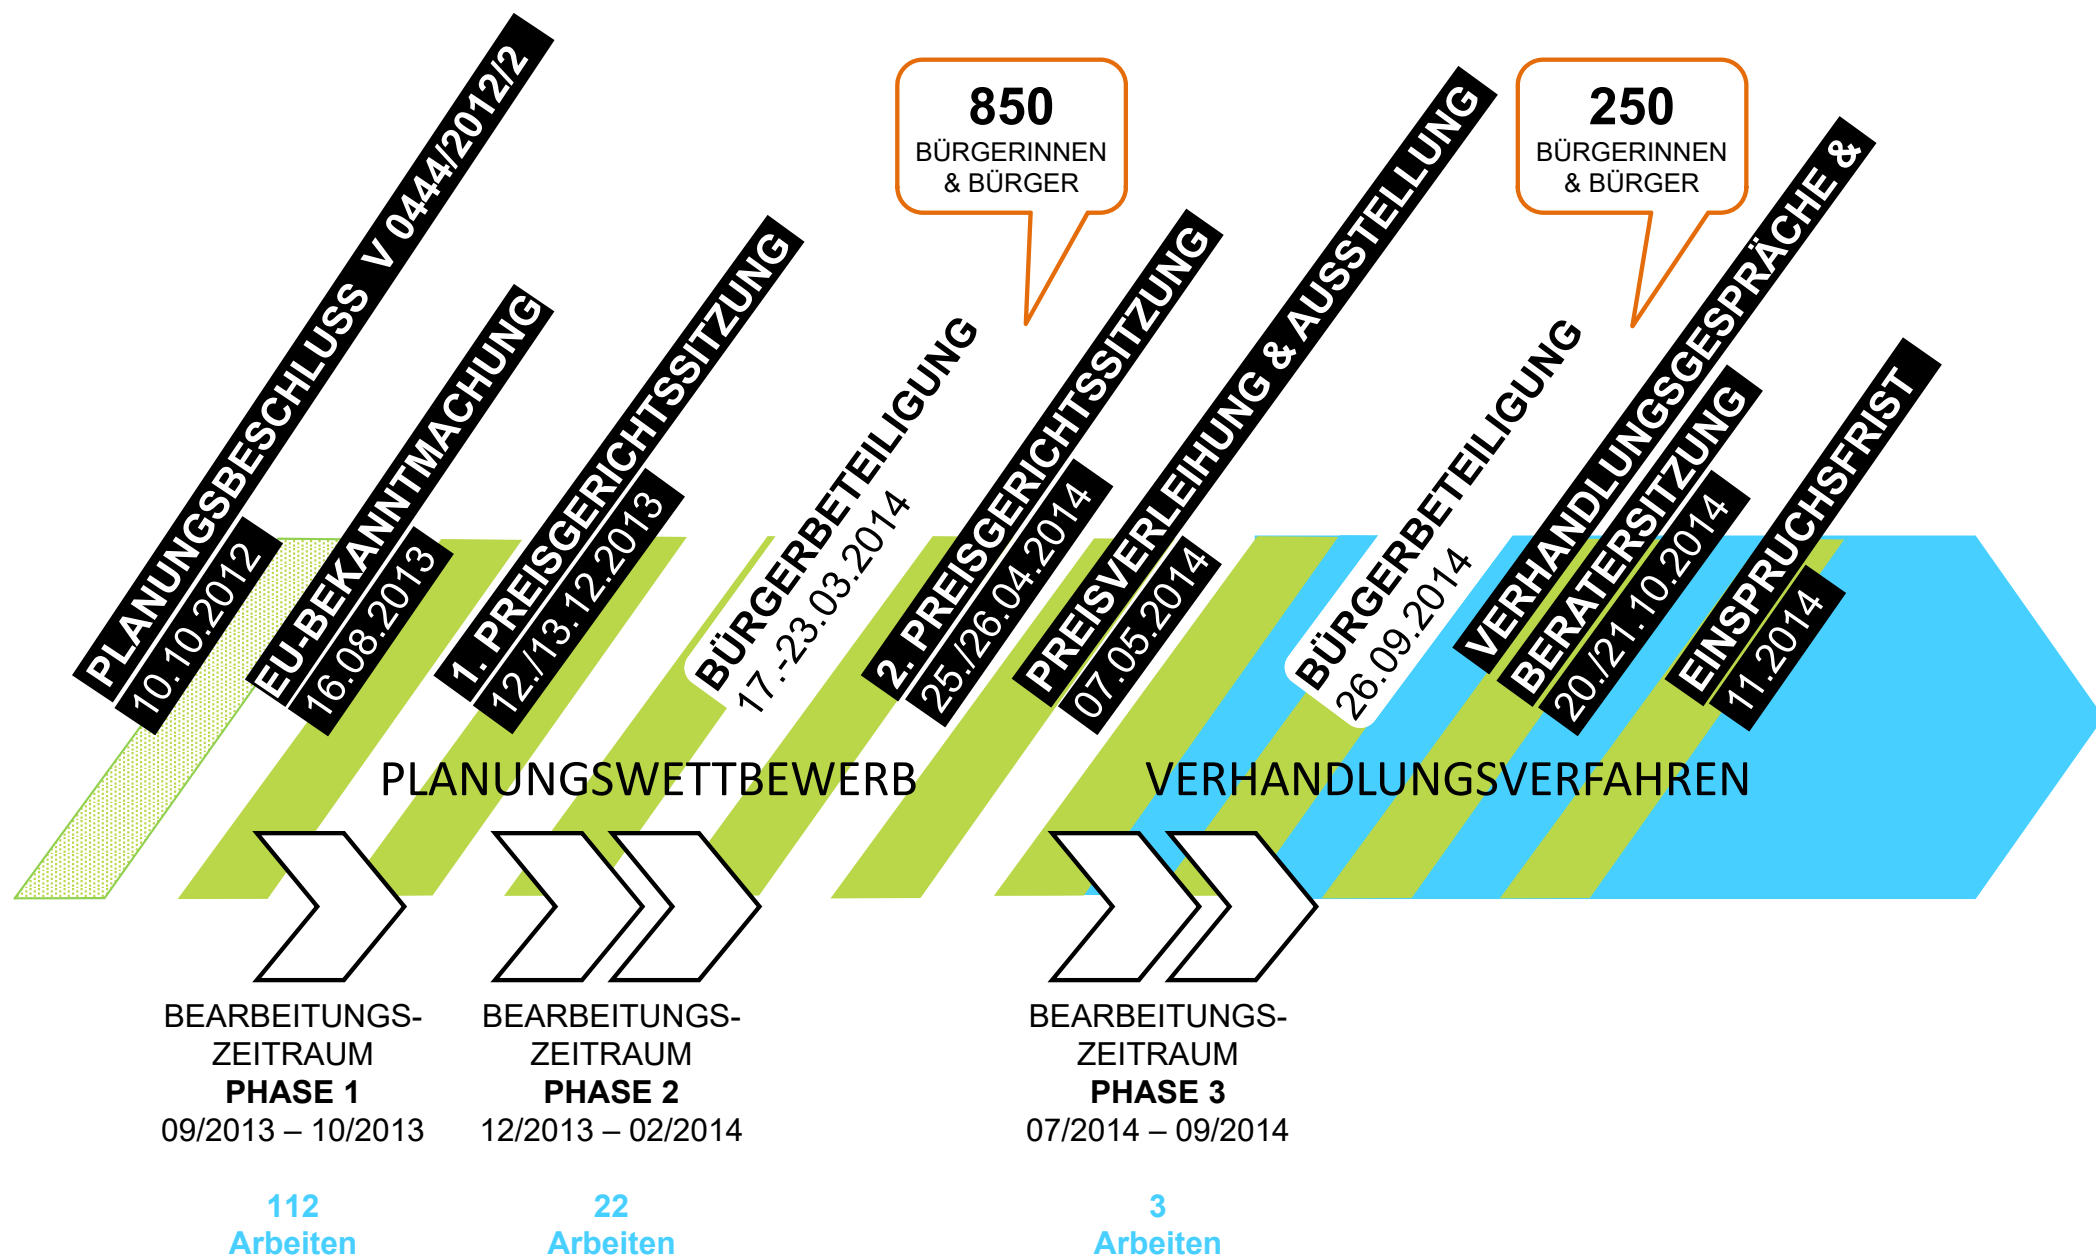 PLANUNGSBESCHLUSS V 0444/2012/2
10.10.2012
EU-BEKANNTMACHUNG
16.08.2013
1. PREISGERICHTSSITZUNG
12./13.12.2013
850
BÜRGERINNEN
& BÜRGER
BÜRGERBETEILIGUNG
17.-23.03.2014
2. PREISGERICHTSSITZUNG
25./26.04.2014
PREISVERLEIHUNG & AUSSTELLUNG
07.05.2014
250
BÜRGERINNEN
& BÜRGER
BÜRGERBETEILIGUNG
26.09.2014
VERHANDLUNGSGESPRÄCHE &
BERATERSITZUNG
20./21.10.2014
EINSPRUCHSFRIST
11.2014
PLANUNGSWETTBEWERB
VERHANDLUNGSVERFAHREN
BEARBEITUNGS-
ZEITRAUM
PHASE 1
09/2013 – 10/2013
112
Arbeiten
BEARBEITUNGS-
ZEITRAUM
PHASE 2
12/2013 – 02/2014
22
Arbeiten
BEARBEITUNGS-
ZEITRAUM
PHASE 3
07/2014 – 09/2014
3
Arbeiten